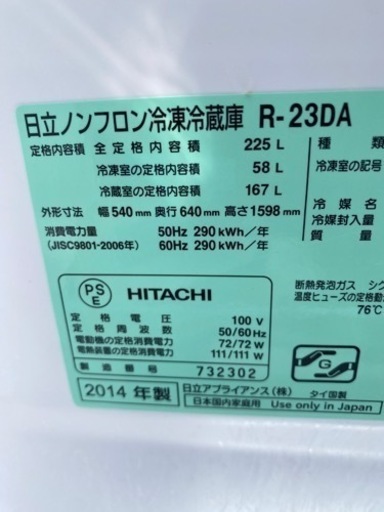 日立ノンフロン冷凍冷蔵庫 R-23DA
定格内容積 全定格内容積 225 L 種類
冷凍室の定格内容積 58 L 冷凍室の記号
冷蔵室の定格内容積 167 L
外形寸法 幅 540 mm 奥行 640 mm 高さ 1598 mm 冷媒名
消費電力量 50Hz 290 kWh/年 冷媒封入量
(JISC9801-2006年) 60Hz 290 kWh/年 質量
PS
E
HITACHI
断熱発泡ガス シク
温度ヒューズの定格動
76℃
定格電圧 100 V
定格周波数 50/60Hz
電動機の定格消費電力 72/72 W
電熱装置の定格消費電力 111/111 W
製造番号 732302
G
2014 年製
日立アプライアンス(株) タイ国製
日本国内家庭用 Use only in Japan